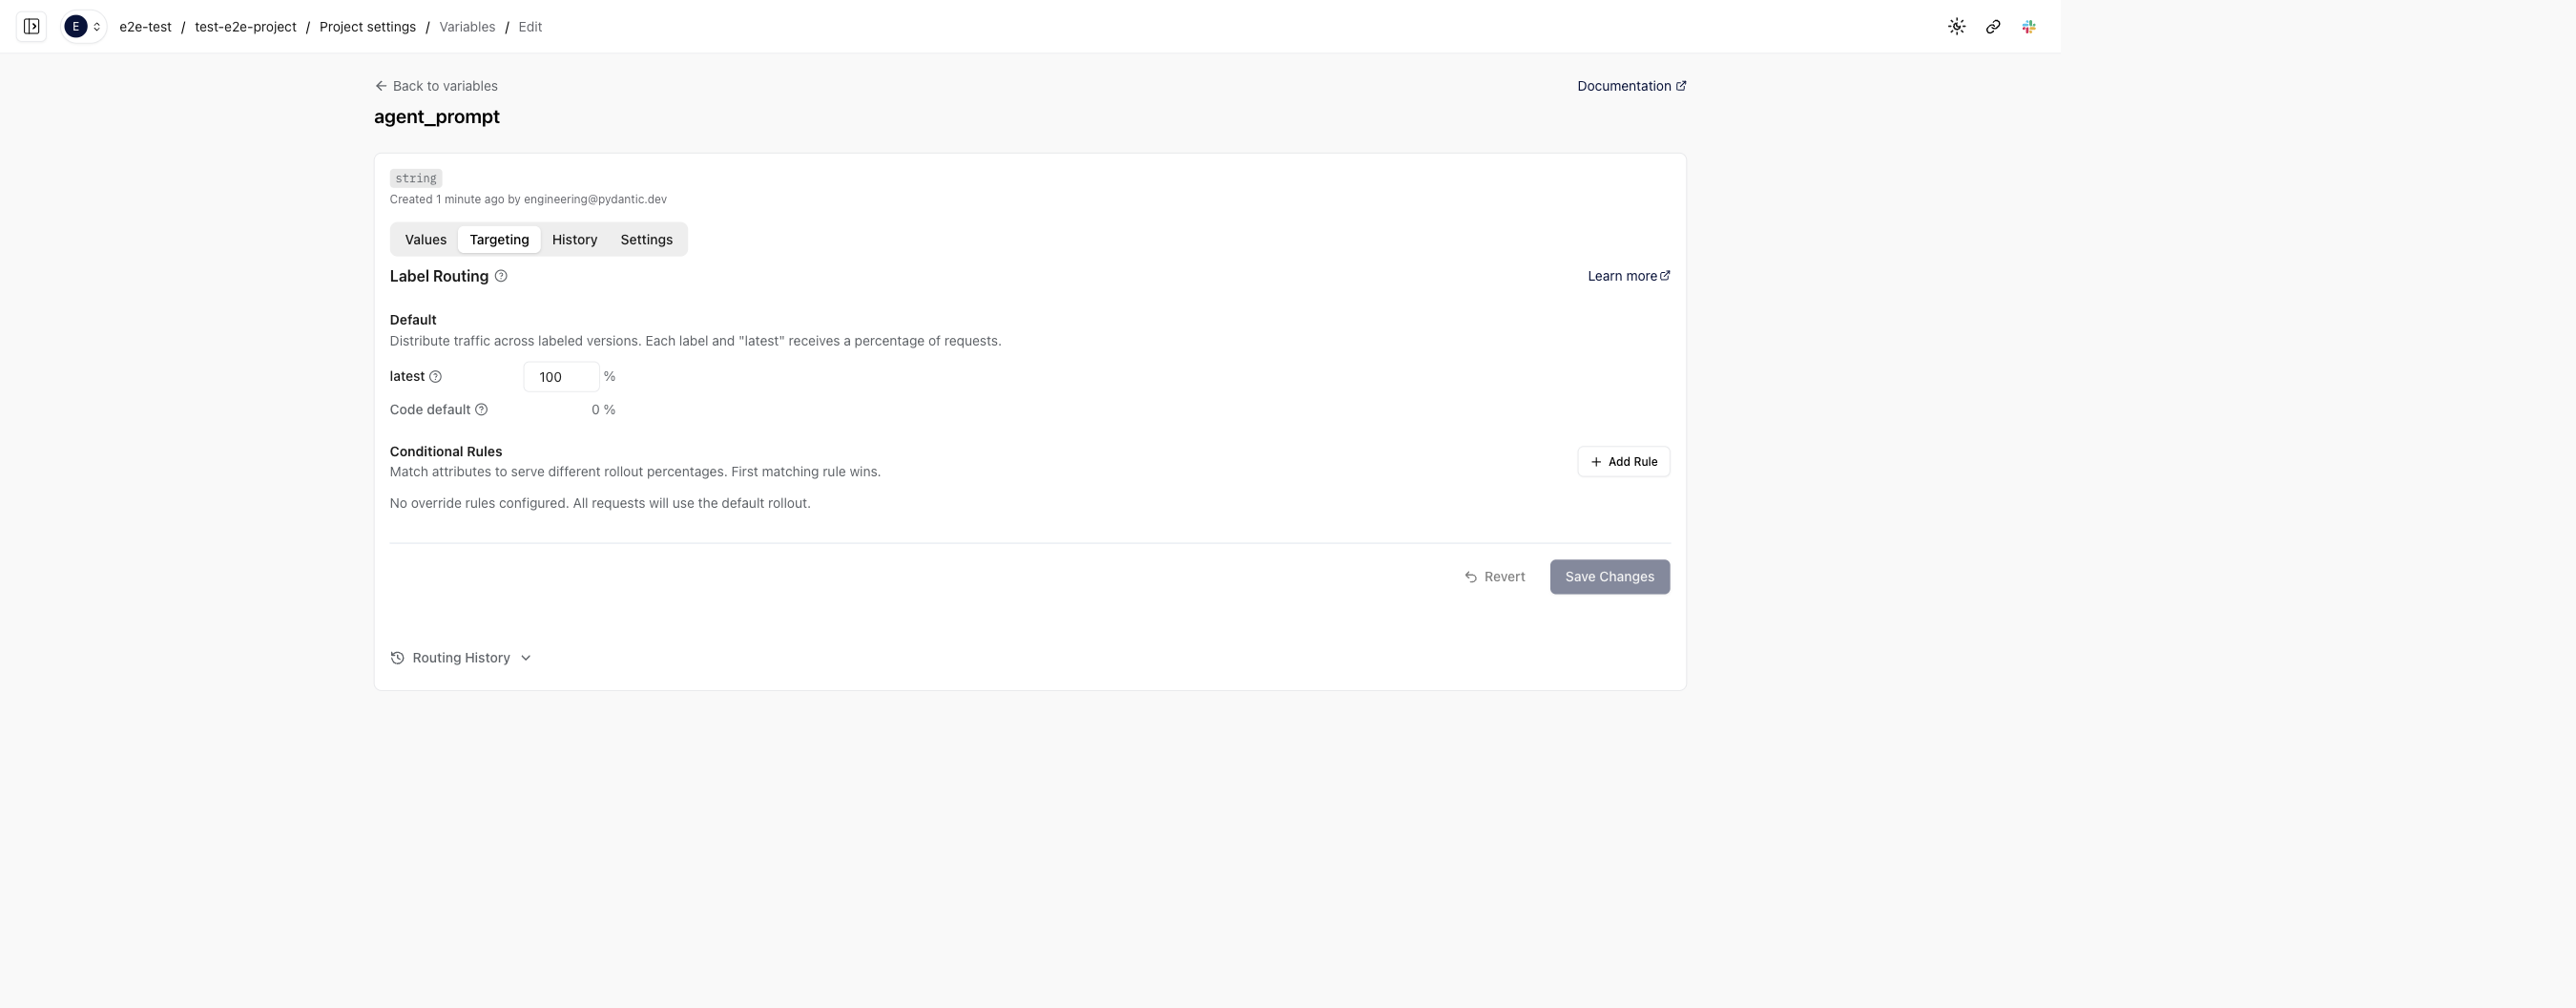 E e2e-test / test-e2e-project / Project settings / Variables / Edit
Back to variables
Documentation
agent_prompt
string
Created 1 minute ago by engineering@pydantic.dev
Values Targeting History Settings
Label Routing
Learn more
Default
Distribute traffic across labeled versions. Each label and "latest" receives a percentage of requests.
latest 100 %
Code default 0 %
Conditional Rules
Match attributes to serve different rollout percentages. First matching rule wins.
Add Rule
No override rules configured. All requests will use the default rollout.
Revert Save Changes
Routing History